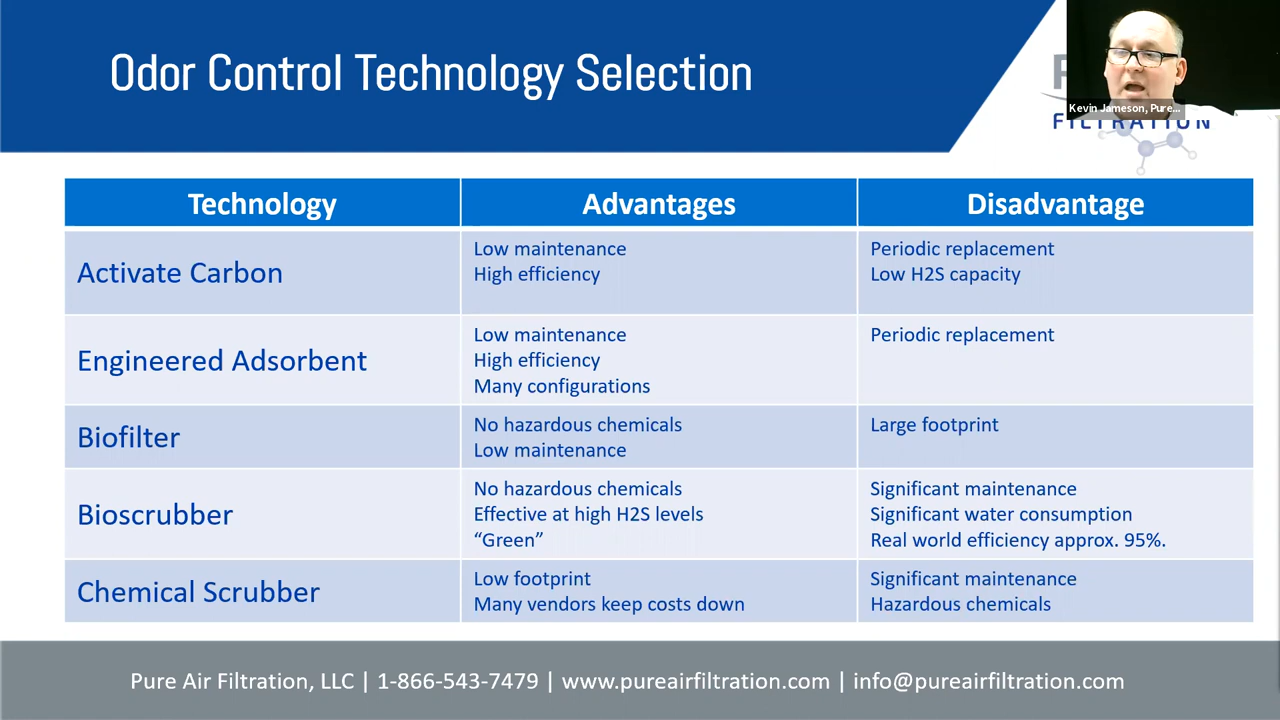 Odor Control Technology Selection
Kevin Jameson, Pure...
FILTRATION
Technology
Advantages
Disadvantage
Activate Carbon
Low maintenance
High efficiency
Periodic replacement
Low H2S capacity
Engineered Adsorbent
Low maintenance
High efficiency
Many configurations
Periodic replacement
Biofilter
No hazardous chemicals
Low maintenance
Large footprint
Bioscrubber
No hazardous chemicals
Effective at high H2S levels
“Green”
Significant maintenance
Significant water consumption
Real world efficiency approx. 95%.
Chemical Scrubber
Low footprint
Many vendors keep costs down
Significant maintenance
Hazardous chemicals
Pure Air Filtration, LLC | 1-866-543-7479 | www.pureairfiltration.com | info@pureairfiltration.com